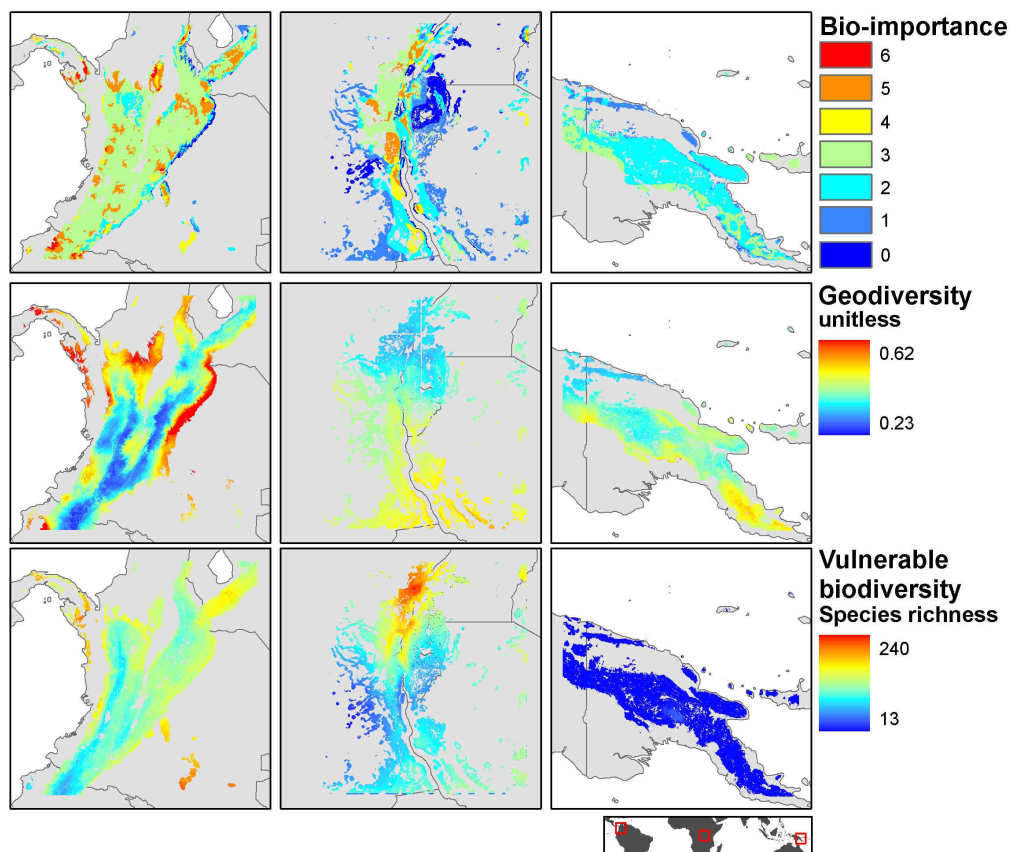 Bio-importance
6
5
4
3
2
1
0
Geodiversity
unitless
0.62
0.23
Vulnerable
biodiversity
Species richness
240
13